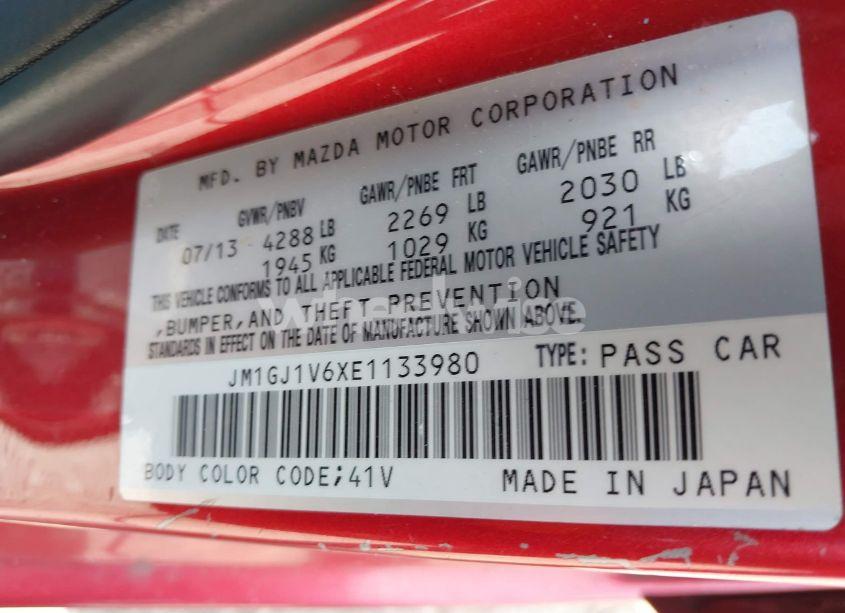 MFD. BY MAZDA MOTOR CORPORATION
DATE GVWR/PNBV GAWR/PNBE FRT GAWR/PNBE RR
07/13 4288 LB 2269 LB 2030 LB
1945 KG 1029 KG 921 KG
THIS VEHICLE CONFORMS TO ALL APPLICABLE FEDERAL MOTOR VEHICLE SAFETY
,BUMPER,AND THEFT PREVENTION
STANDARDS IN EFFECT ON THE DATE OF MANUFACTURE SHOWN ABOVE.
JM1GJ1V6XE1133980 TYPE: PASS CAR
BODY COLOR CODE;41V MADE IN JAPAN